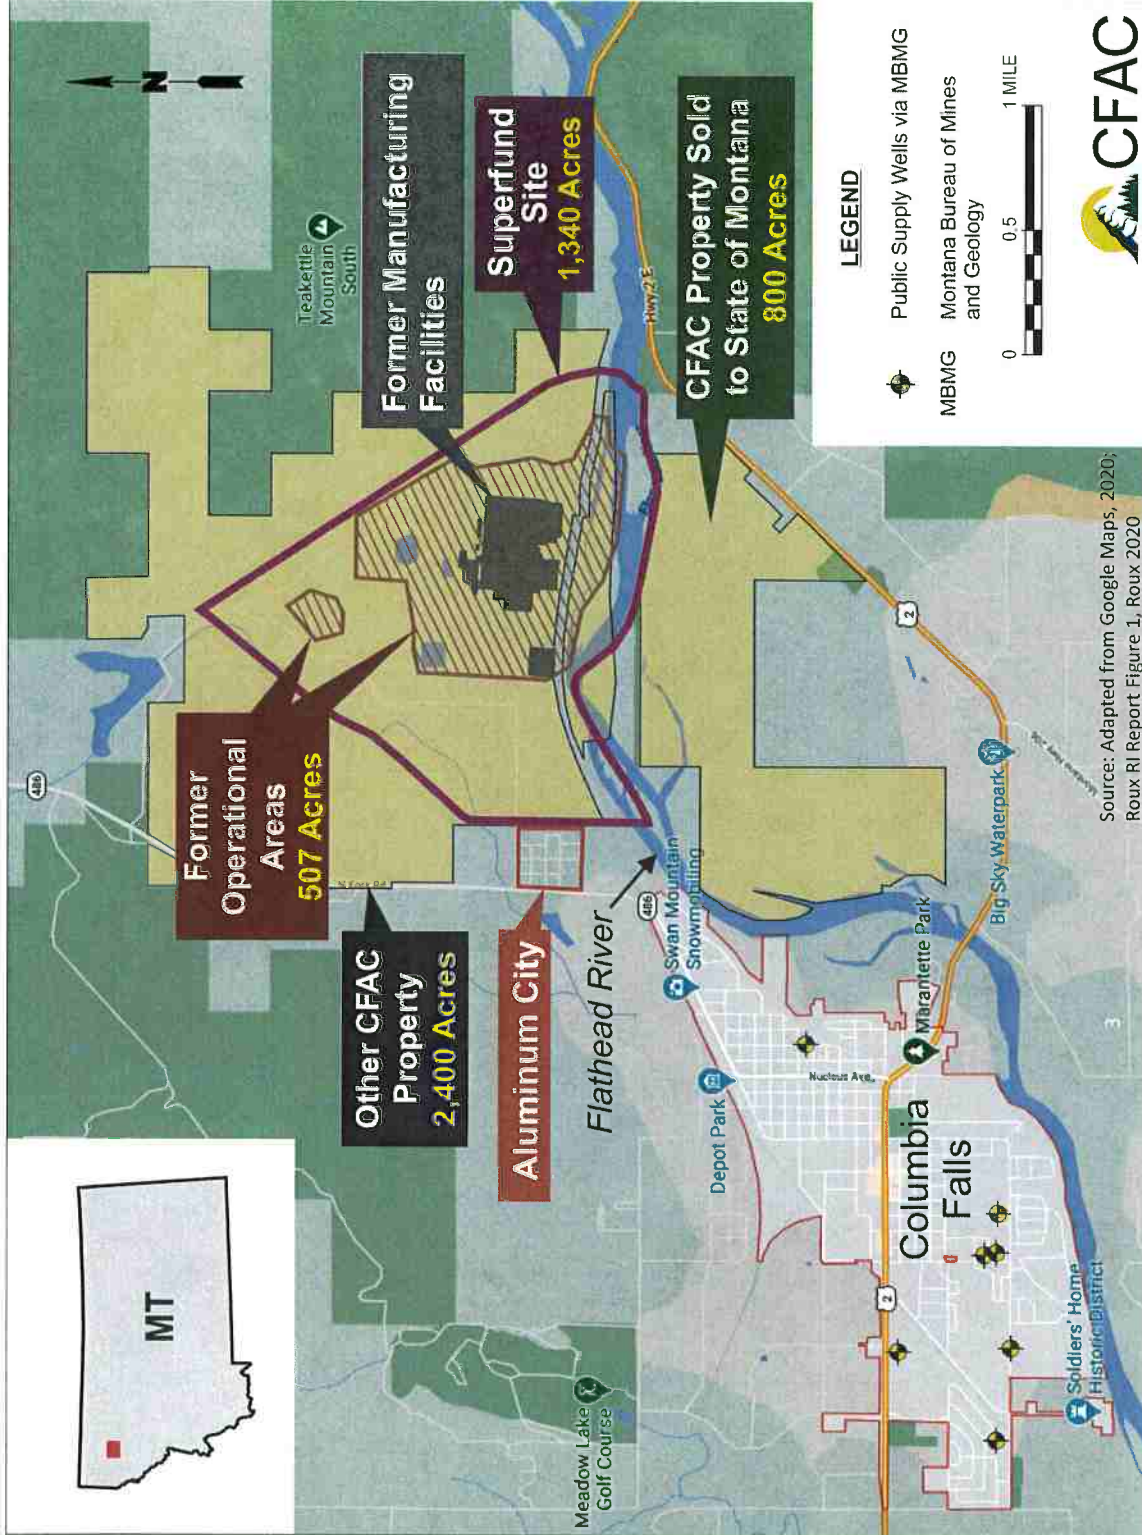 MT
N
486
Teakettle
Mountain
South
Former Manufacturing
Facilities
Superfund
Site
1,340 Acres
CFAC Property Sold
to State of Montana
800 Acres
Former
Operational
Areas
507 Acres
N Fork Rd
Other CFAC
Property
2,400 Acres
Aluminum City
Flathead River
486
Swan Mountain
Snowmobiling
Depot Park
Nucleus Ave
Marantette Park
Columbia
Falls
Hwy 2 E
2
2
Big Sky Waterpark
Meadow Lake
Golf Course
Soldiers' Home
Historic District
LEGEND
Public Supply Wells via MBMG
MBMG Montana Bureau of Mines
and Geology
0 0.5 1 MILE
CFAC
Source: Adapted from Google Maps, 2020;
Roux RI Report Figure 1, Roux 2020
3